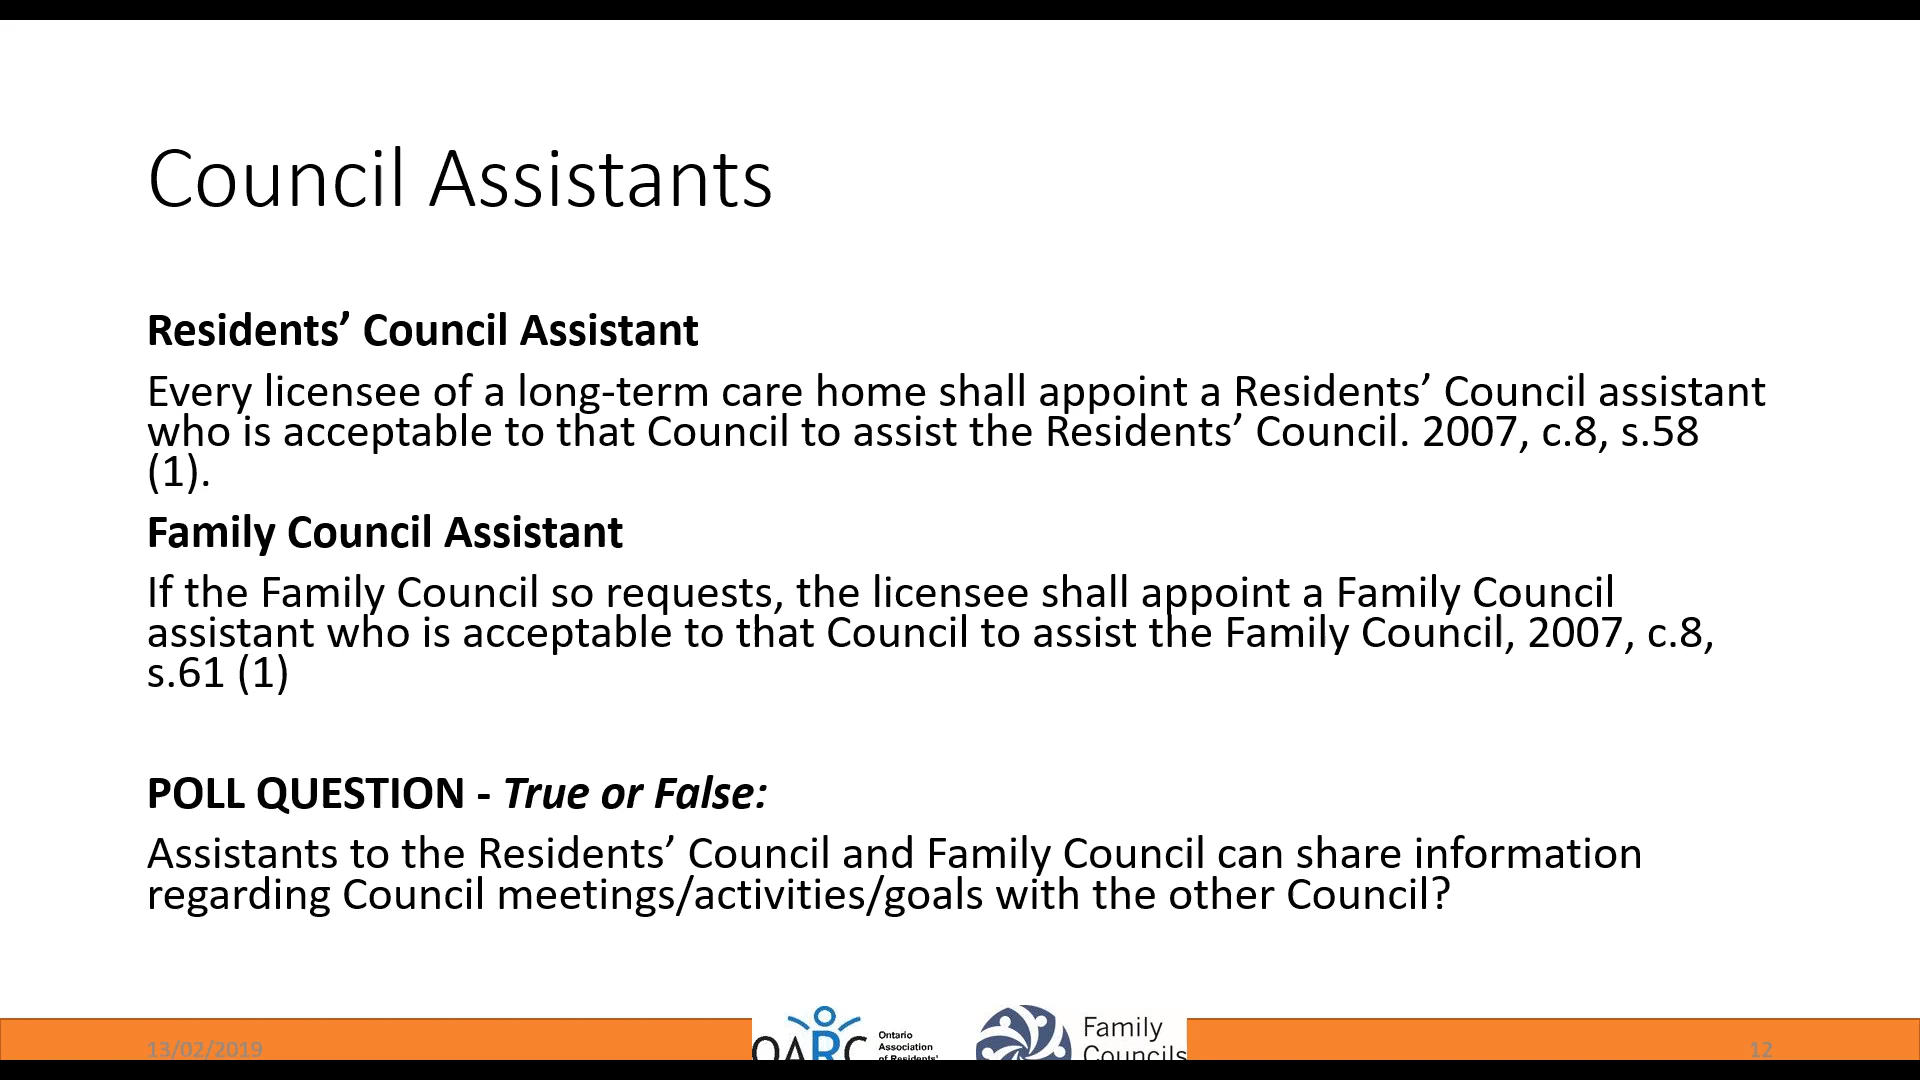 Council Assistants
Residents’ Council Assistant
Every licensee of a long-term care home shall appoint a Residents’ Council assistant
who is acceptable to that Council to assist the Residents’ Council. 2007, c.8, s.58
(1).
Family Council Assistant
If the Family Council so requests, the licensee shall appoint a Family Council
assistant who is acceptable to that Council to assist the Family Council, 2007, c.8,
s.61 (1)
POLL QUESTION - True or False:
Assistants to the Residents’ Council and Family Council can share information
regarding Council meetings/activities/goals with the other Council?
13/02/2019
OARC
Ontario
Association
of Residents'
Family
Councils
12